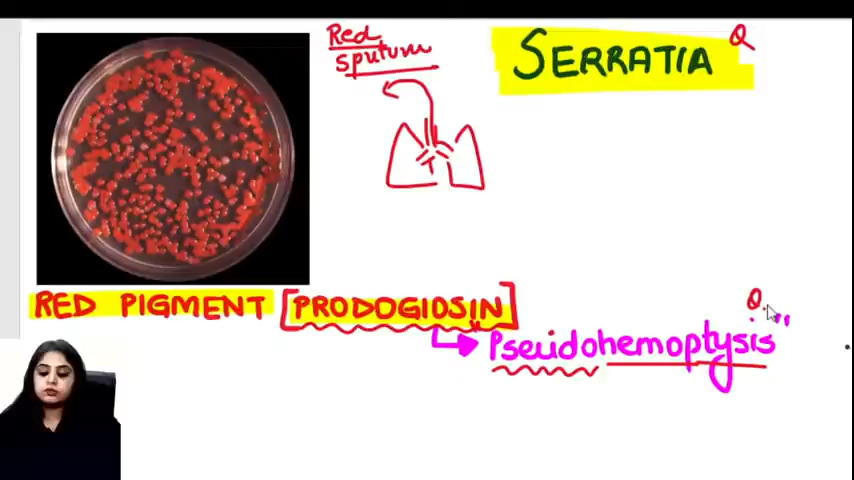 Red
sputum
SERRATIA Q
RED PIGMENT [PRODOGIOSIN]
Q.
Pseudohemoptysis"